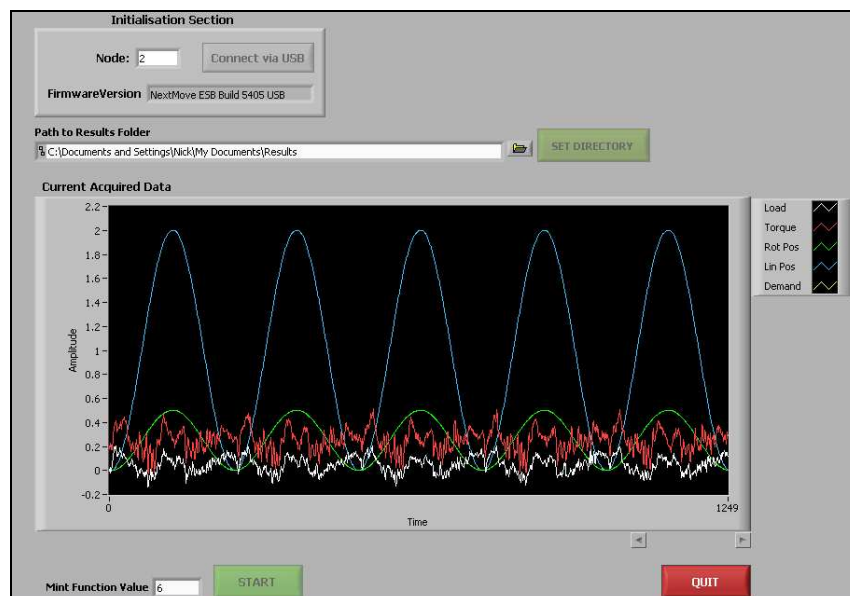 Initialisation Section
Node: 2 Connect via USB
FirmwareVersion NextMove ESB Build 5405 USB
Path to Results Folder
C:\Documents and Settings\Nick\My Documents\Results
SET DIRECTORY
Current Acquired Data
Load
Torque
Rot Pos
Lin Pos
Demand
2.2
2
1.8
1.6
1.4
1.2
1
0.8
0.6
0.4
0.2
0
-0.2
Amplitude
0 1249
Time
Mint Function Value 6 START QUIT